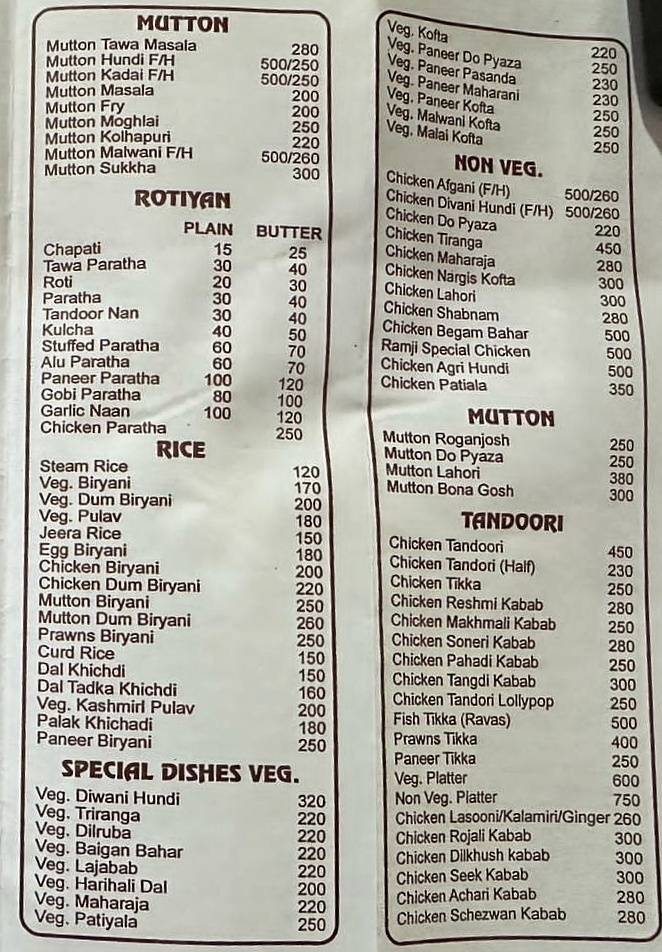 MUTTON
Mutton Tawa Masala 280
Mutton Hundi F/H 500/250
Mutton Kadai F/H 500/250
Mutton Masala 200
Mutton Fry 200
Mutton Moghlai 250
Mutton Kolhapuri 220
Mutton Malwani F/H 500/260
Mutton Sukkha 300
ROTIYAN
PLAIN BUTTER
Chapati 15 25
Tawa Paratha 30 40
Roti 20 30
Paratha 30 40
Tandoor Nan 30 40
Kulcha 40 50
Stuffed Paratha 60 70
Alu Paratha 60 70
Paneer Paratha 100 120
Gobi Paratha 80 100
Garlic Naan 100 120
Chicken Paratha 250
RICE
Steam Rice 120
Veg. Biryani 170
Veg. Dum Biryani 200
Veg. Pulav 180
Jeera Rice 150
Egg Biryani 180
Chicken Biryani 200
Chicken Dum Biryani 220
Mutton Biryani 250
Mutton Dum Biryani 260
Prawns Biryani 250
Curd Rice 150
Dal Khichdi 150
Dal Tadka Khichdi 160
Veg. Kashmiri Pulav 200
Palak Khichadi 180
Paneer Biryani 250
SPECIAL DISHES VEG.
Veg. Diwani Hundi 320
Veg. Triranga 220
Veg. Dilruba 220
Veg. Baigan Bahar 220
Veg. Lajabab 220
Veg. Harihali Dal 200
Veg. Maharaja 220
Veg. Patiyala 250
Veg. Kofta 220
Veg. Paneer Do Pyaza 250
Veg. Paneer Pasanda 230
Veg. Paneer Maharani 230
Veg. Paneer Kofta 250
Veg. Malwani Kofta 250
Veg. Malai Kofta 250
NON VEG.
Chicken Afgani (F/H) 500/260
Chicken Divani Hundi (F/H) 500/260
Chicken Do Pyaza 220
Chicken Tiranga 450
Chicken Maharaja 280
Chicken Nargis Kofta 300
Chicken Lahori 300
Chicken Shabnam 280
Chicken Begam Bahar 500
Ramji Special Chicken 500
Chicken Agri Hundi 500
Chicken Patiala 350
MUTTON
Mutton Roganjosh 250
Mutton Do Pyaza 250
Mutton Lahori 380
Mutton Bona Gosh 300
TANDOORI
Chicken Tandoori 450
Chicken Tandori (Half) 230
Chicken Tikka 250
Chicken Reshmi Kabab 280
Chicken Makhmali Kabab 250
Chicken Soneri Kabab 280
Chicken Pahadi Kabab 250
Chicken Tangdi Kabab 300
Chicken Tandori Lollypop 250
Fish Tikka (Ravas) 500
Prawns Tikka 400
Paneer Tikka 250
Veg. Platter 600
Non Veg. Platter 750
Chicken Lasooni/Kalamiri/Ginger 260
Chicken Rojali Kabab 300
Chicken Dilkhush kabab 300
Chicken Seek Kabab 300
Chicken Achari Kabab 280
Chicken Schezwan Kabab 280